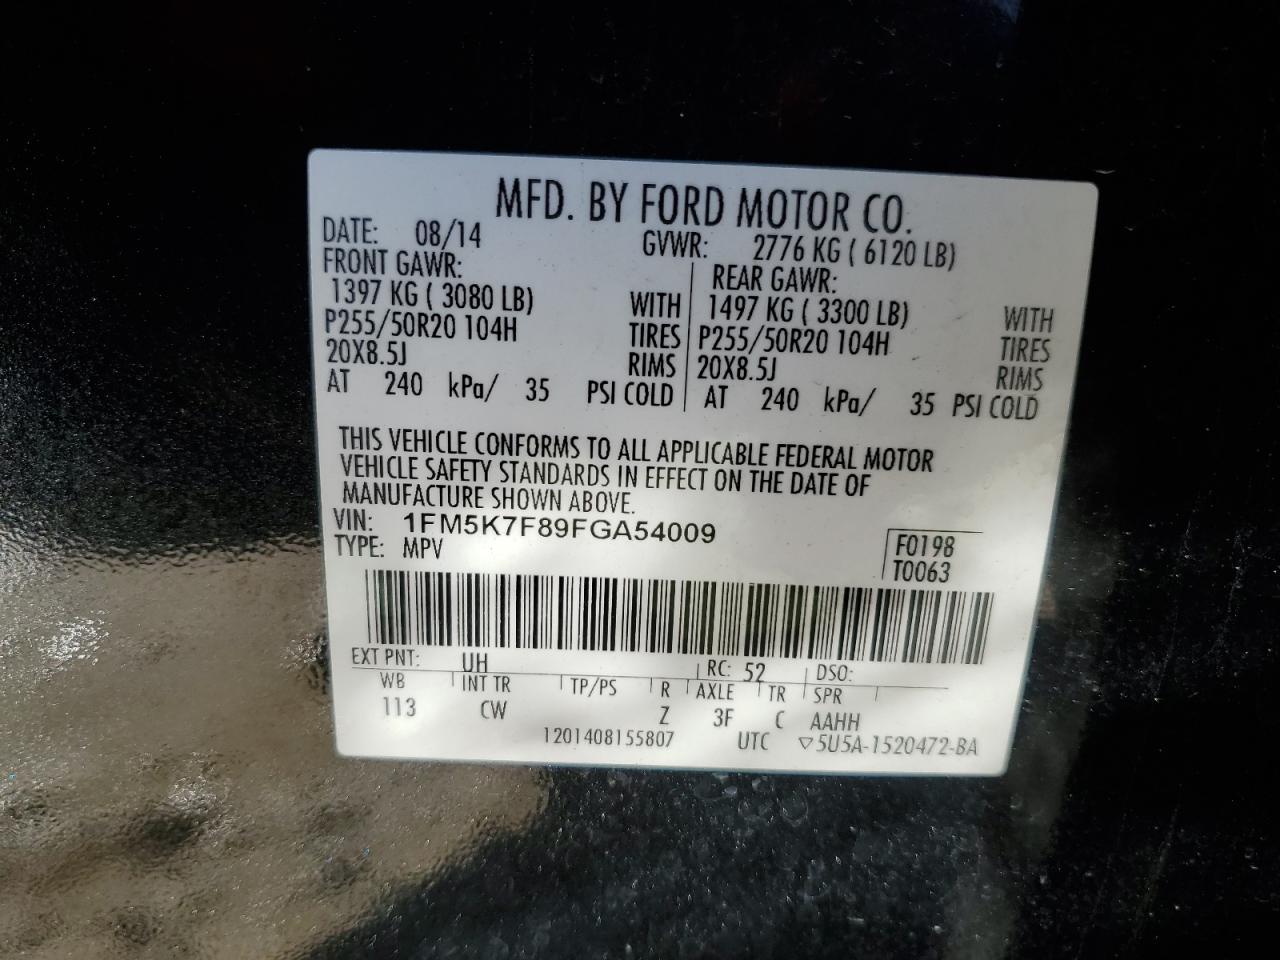 MFD. BY FORD MOTOR CO.
DATE: 08/14 GVWR: 2776 KG ( 6120 LB)
FRONT GAWR: REAR GAWR:
1397 KG ( 3080 LB) WITH 1497 KG ( 3300 LB) WITH
P255/50R20 104H TIRES P255/50R20 104H TIRES
20X8.5J RIMS 20X8.5J RIMS
AT 240 kPa/ 35 PSI COLD AT 240 kPa/ 35 PSI COLD
THIS VEHICLE CONFORMS TO ALL APPLICABLE FEDERAL MOTOR
VEHICLE SAFETY STANDARDS IN EFFECT ON THE DATE OF
MANUFACTURE SHOWN ABOVE.
VIN: 1FM5K7F89FGA54009
TYPE: MPV
F0198
T0063
EXT PNT: UH RC: 52 DSO:
WB INT TR TP/PS R AXLE TR SPR
113 CW Z 3F C AAHH
1201408155807 UTC ▽5U5A-1520472-BA